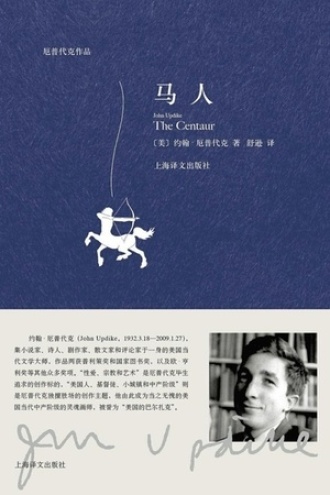 厄普代克作品
马人
John Updike
The Centaur
〔美〕约翰·厄普代克 著 舒逊 译
上海译文出版社
约翰·厄普代克 (John Updike, 1932.3.18—2009.1.27),
集小说家、诗人、剧作家、散文家和评论家于一身的美国当
代文学大师，作品两获普利策奖和国家图书奖，以及欧·亨
利奖等其他众多奖项。“性爱、宗教和艺术”是厄普代克毕生
追求的创作标的，“美国人、基督徒、小城镇和中产阶级”则
是厄普代克独擅胜场的创作主题，他由此成为当之无愧的美
国当代中产阶级的灵魂画师，被誉为“美国的巴尔扎克”。
John Updike
上海译文出版社